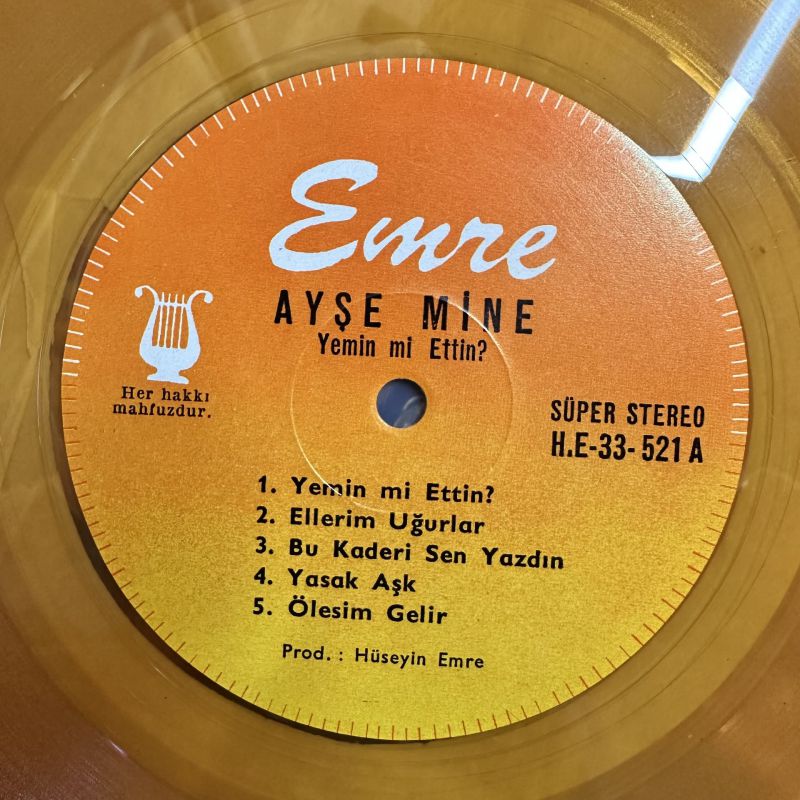 Emre
AYŞE MİNE
Yemin mi Ettin?
Her hakkı
mahfuzdur.
SÜPER STEREO
H.E-33-521 A
1. Yemin mi Ettin?
2. Ellerim Uğurlar
3. Bu Kaderi Sen Yazdın
4. Yasak Aşk
5. Ölesim Gelir
Prod. : Hüseyin Emre